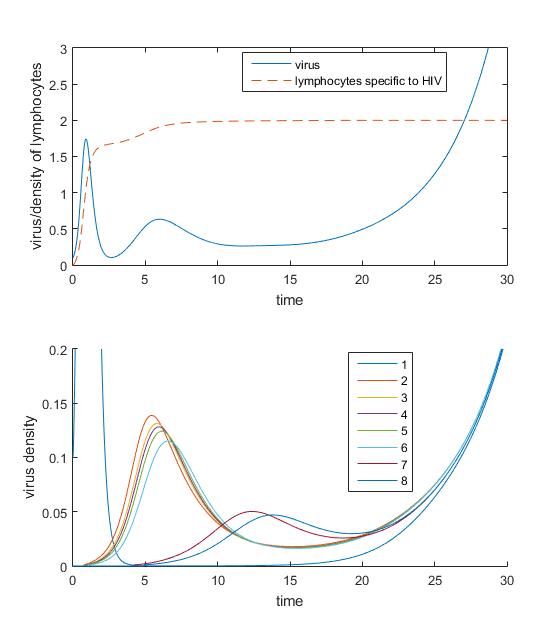 3
2.5
2
1.5
1
0.5
0
virus/density of lymphocytes
virus
lymphocytes specific to HIV
0 5 10 15 20 25 30
time
0.2
0.15
0.1
0.05
0
virus density
1
2
3
4
5
6
7
8
0 5 10 15 20 25 30
time